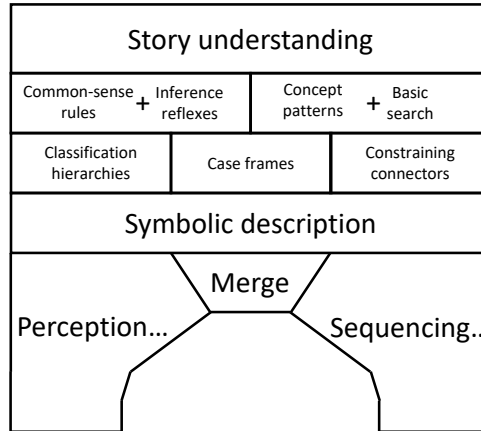 Story understanding
Common-sense rules + Inference reflexes
Concept patterns + Basic search
Classification hierarchies
Case frames
Constraining connectors
Symbolic description
Merge
Perception...
Sequencing..